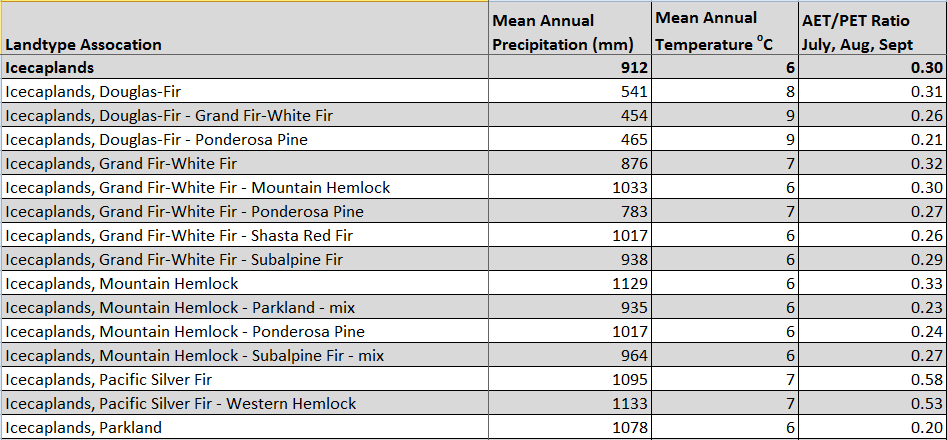 Landtype Assocation Mean Annual Precipitation (mm) Mean Annual Temperature °C AET/PET Ratio July, Aug, Sept
Icecaplands 912 6 0.30
Icecaplands, Douglas-Fir 541 8 0.31
Icecaplands, Douglas-Fir - Grand Fir-White Fir 454 9 0.26
Icecaplands, Douglas-Fir - Ponderosa Pine 465 9 0.21
Icecaplands, Grand Fir-White Fir 876 7 0.32
Icecaplands, Grand Fir-White Fir - Mountain Hemlock 1033 6 0.30
Icecaplands, Grand Fir-White Fir - Ponderosa Pine 783 7 0.27
Icecaplands, Grand Fir-White Fir - Shasta Red Fir 1017 6 0.26
Icecaplands, Grand Fir-White Fir - Subalpine Fir 938 6 0.29
Icecaplands, Mountain Hemlock 1129 6 0.33
Icecaplands, Mountain Hemlock - Parkland - mix 935 6 0.23
Icecaplands, Mountain Hemlock - Ponderosa Pine 1017 6 0.24
Icecaplands, Mountain Hemlock - Subalpine Fir - mix 964 6 0.27
Icecaplands, Pacific Silver Fir 1095 7 0.58
Icecaplands, Pacific Silver Fir - Western Hemlock 1133 7 0.53
Icecaplands, Parkland 1078 6 0.20